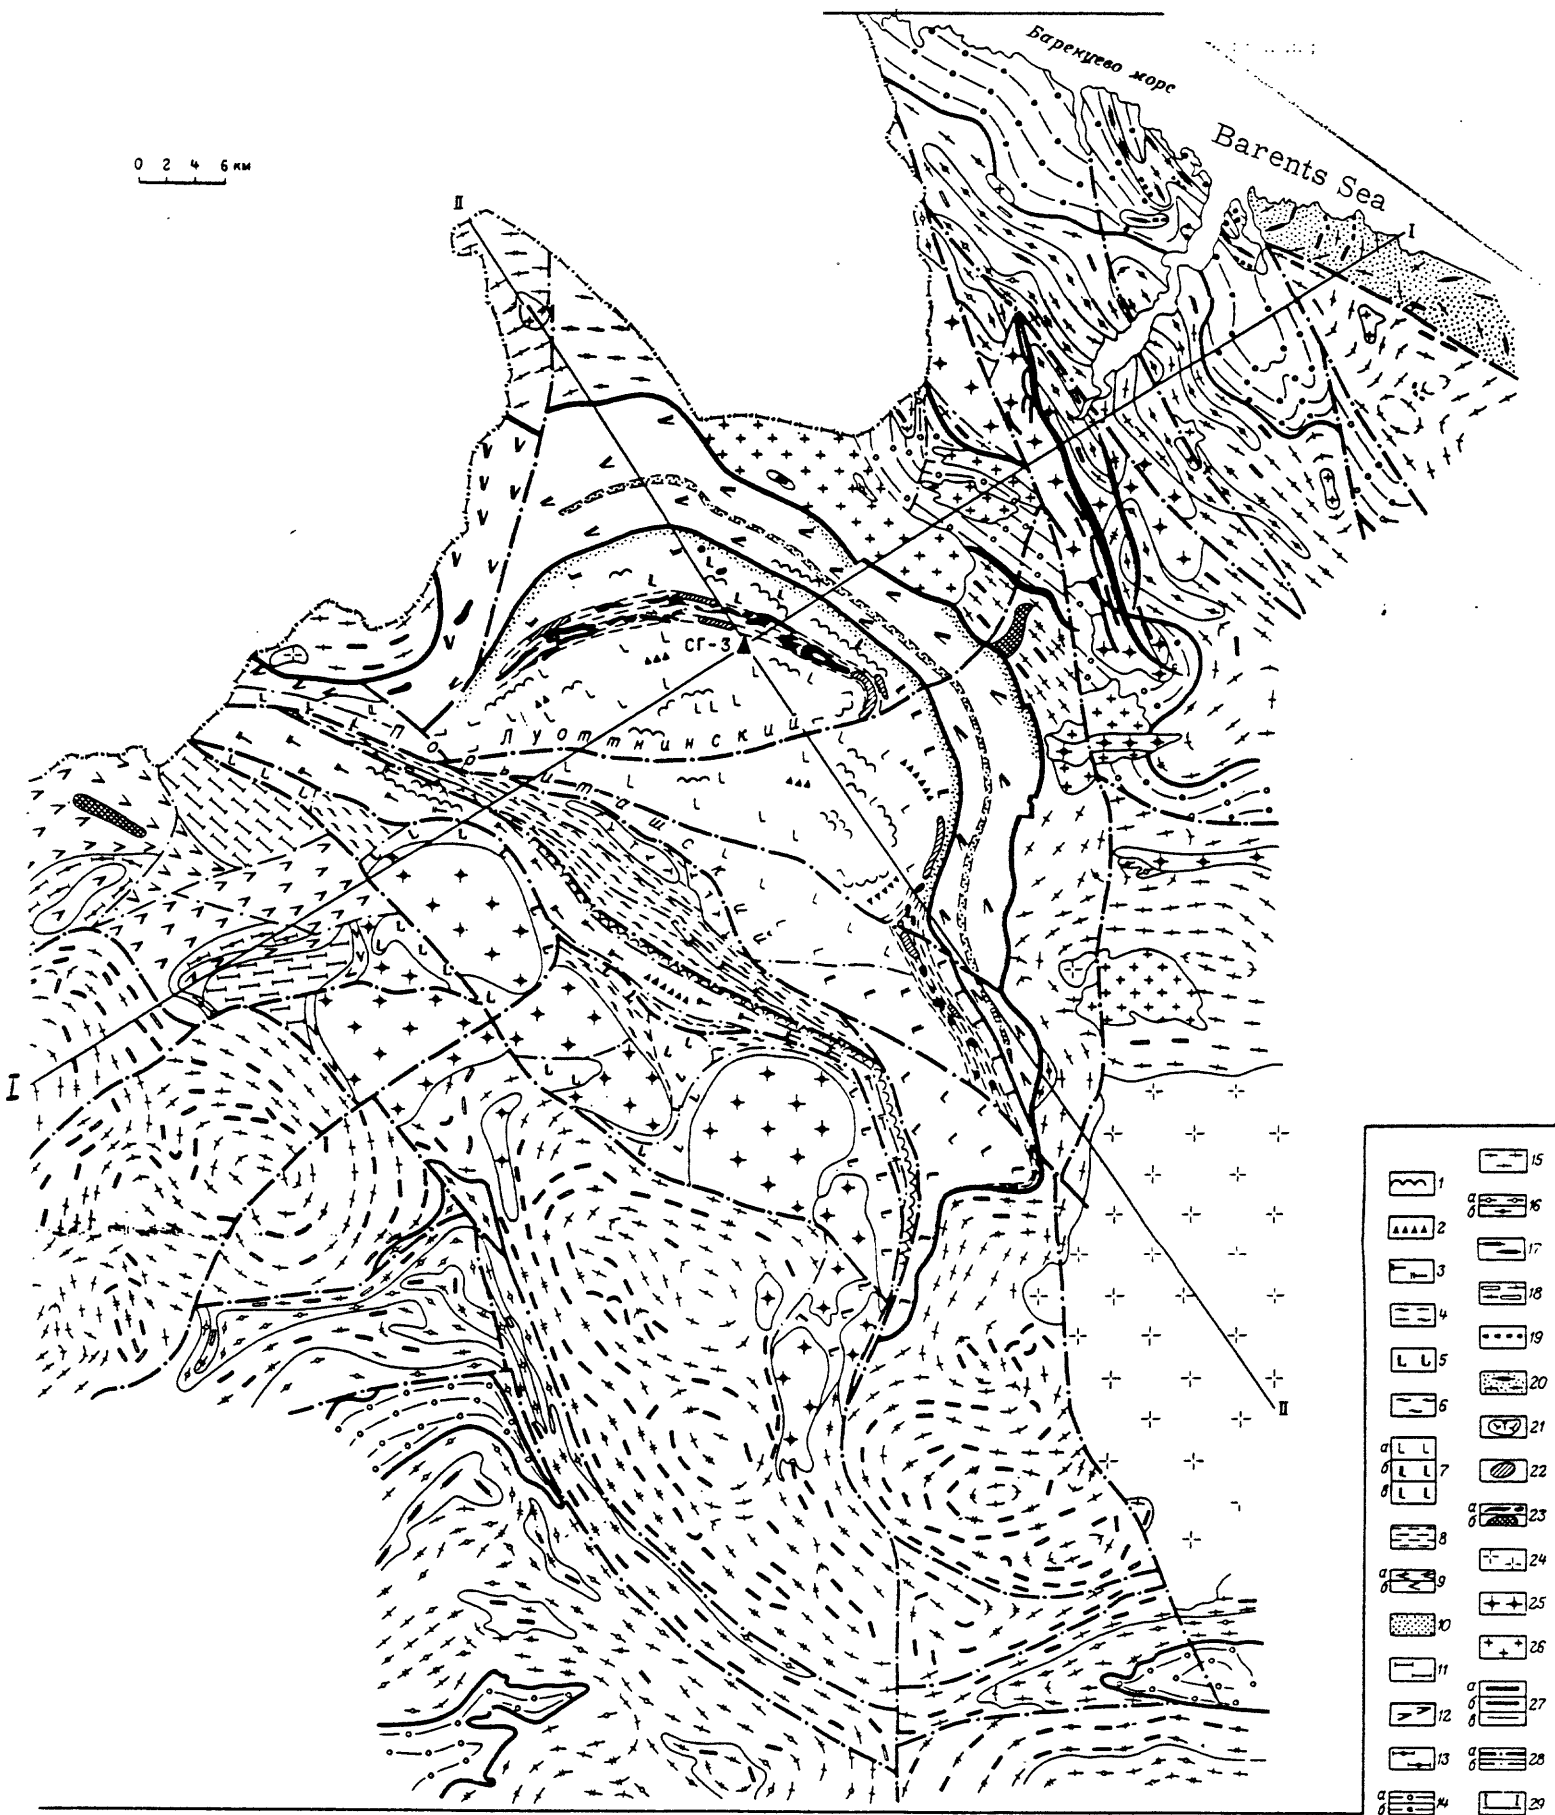 Баренцево море
Barents Sea
0 2 4 6 км
II
I
СГ-3
Луоттнинский
Порьиташский
I
II
1
2
3
4
5
6
а
б
в
7
8
а
б
9
10
11
12
13
а
б
14
15
а
б
16
17
18
19
20
21
22
а
б
23
24
25
26
а
б
в
27
а
б
28
29